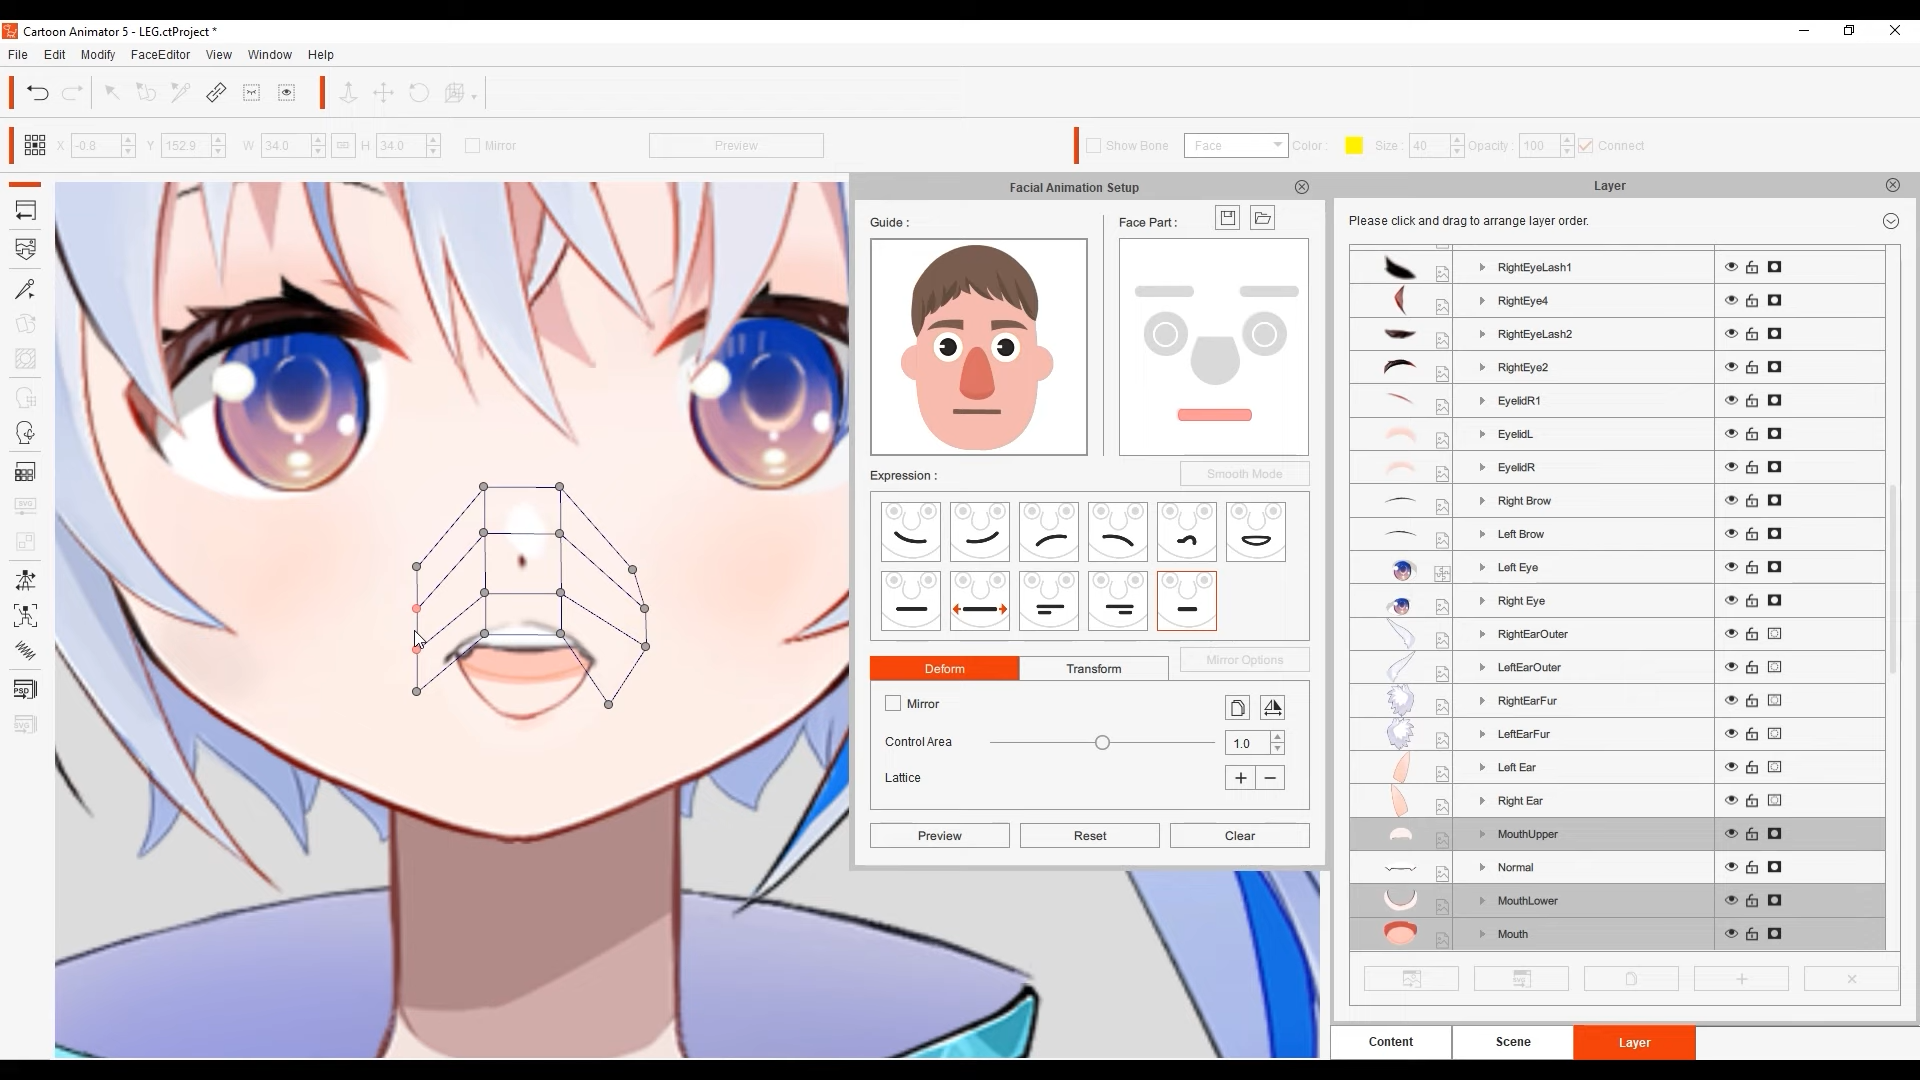 Cartoon Animator 5 - LEG.ctProject *
File Edit Modify FaceEditor View Window Help
X -0.8 Y 152.9 W 34.0 H 34.0 Mirror Preview Show Bone Face Color : Size : 40 Opacity : 100 Connect
Facial Animation Setup
Guide :
Face Part :
Expression :
Smooth Mode
Deform
Transform
Mirror Options
Mirror
Control Area
1.0
Lattice
+ −
Preview
Reset
Clear
Layer
Please click and drag to arrange layer order.
RightEyeLash1
RightEye4
RightEyeLash2
RightEye2
EyelidR1
EyelidL
EyelidR
Right Brow
Left Brow
Left Eye
Right Eye
RightEarOuter
LeftEarOuter
RightEarFur
LeftEarFur
Left Ear
Right Ear
MouthUpper
Normal
MouthLower
Mouth
Content
Scene
Layer
PSD
SVG